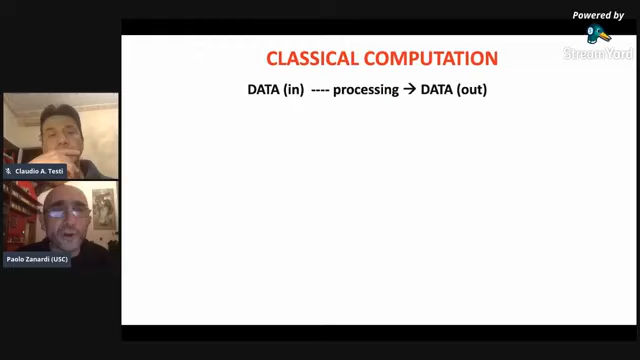 Powered by
StreamYard
CLASSICAL COMPUTATION
DATA (in) ---- processing → DATA (out)
Claudio A. Testi
Paolo Zanardi (USC)